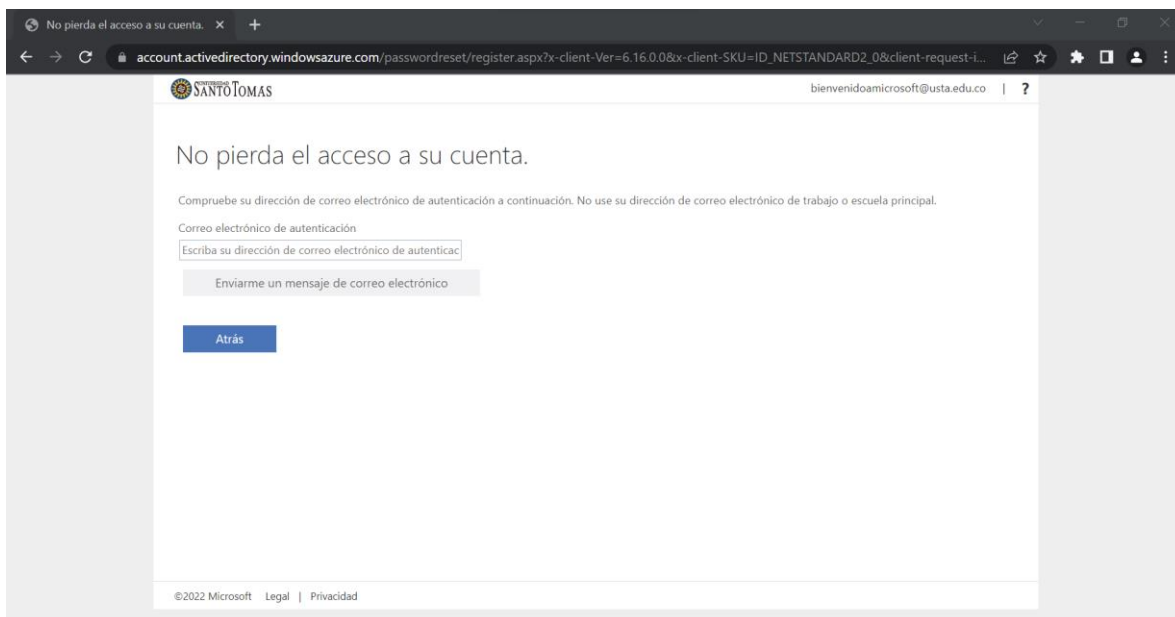 No pierda el acceso a su cuenta.
account.activedirectory.windowsazure.com/passwordreset/register.aspx?x-client-Ver=6.16.0.0&x-client-SKU=ID_NETSTANDARD2_0&client-request-i...
UNIVERSIDAD SANTO TOMAS
bienvenidoamicrosoft@usta.edu.co | ?
No pierda el acceso a su cuenta.
Compruebe su dirección de correo electrónico de autenticación a continuación. No use su dirección de correo electrónico de trabajo o escuela principal.
Correo electrónico de autenticación
Escriba su dirección de correo electrónico de autenticac
Enviarme un mensaje de correo electrónico
Atrás
©2022 Microsoft Legal | Privacidad